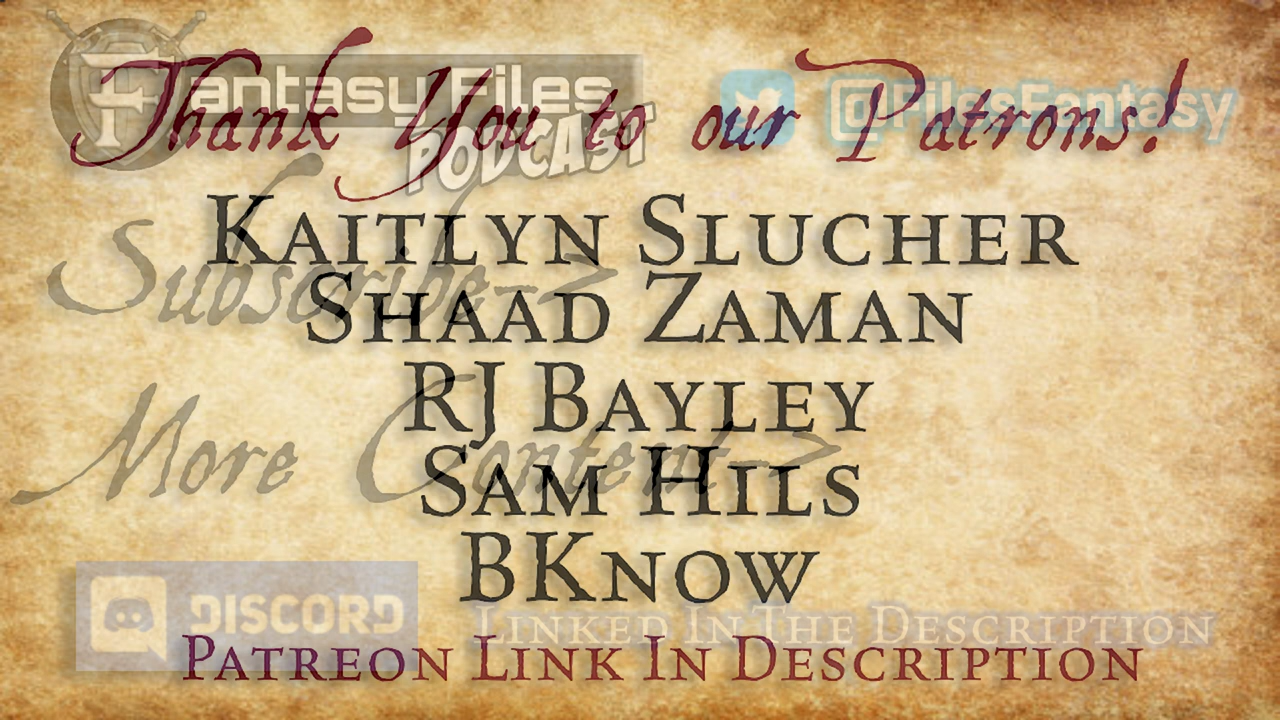 Fantasy Files
PODCAST
@FilesFantasy
Thank You to our Patrons!
KAITLYN SLUCHER
Subscribe->
SHAAD ZAMAN
RJ BAYLEY
More Content->
SAM HILS
BKNOW
DISCORD
LINKED IN THE DESCRIPTION
PATREON LINK IN DESCRIPTION